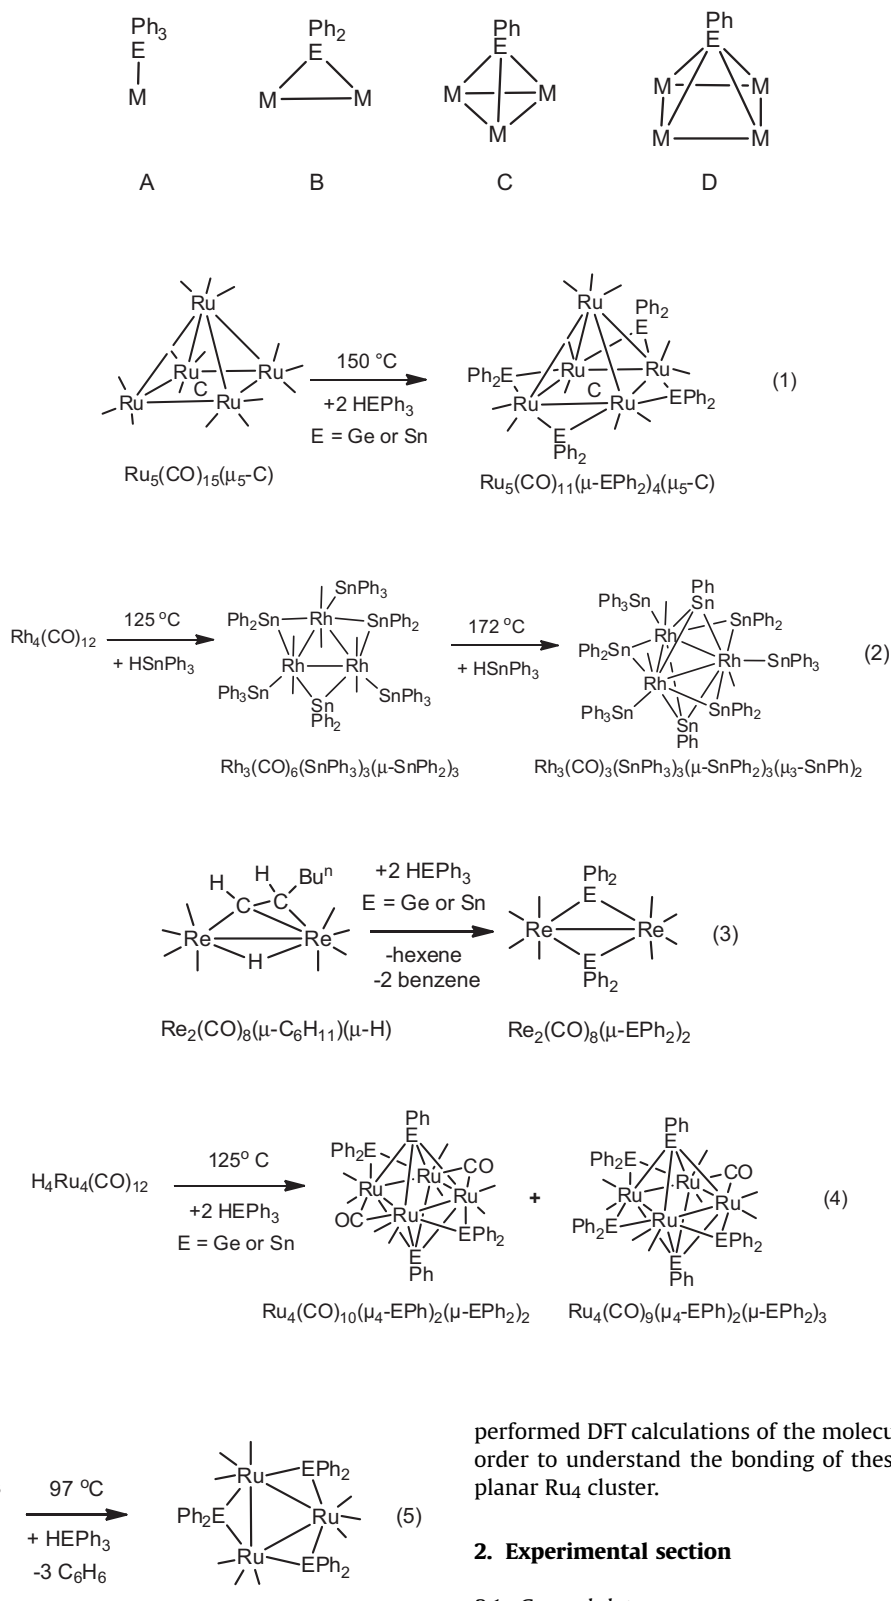 Ph3 Ph2 Ph Ph
E E E E
M M M M M M M M M M
M M
A B C D
Ru Ru Ph2
E
150 °C
Ru Ru Ru Ph2E Ru Ru (1)
C C
Ru Ru +2 HEPh3 Ru Ru EPh2
E = Ge or Sn E
Ph2
Ru5(CO)15(μ5-C) Ru5(CO)11(μ-EPh2)4(μ5-C)
Ph
SnPh3 Ph3Sn Sn
Rh4(CO)12 125 °C Ph2Sn Rh SnPh2 172 °C Rh SnPh2
+ HSnPh3 Rh Rh + HSnPh3 Ph2Sn Rh SnPh3 (2)
Ph3Sn SnPh3 Rh
Sn Ph3Sn SnPh2
Ph2 Sn
Ph
Rh3(CO)6(SnPh3)3(μ-SnPh2)3 Rh3(CO)3(SnPh3)3(μ-SnPh2)3(μ3-SnPh)2
H H Bun +2 HEPh3 Ph2
C C E = Ge or Sn E
Re Re Re Re (3)
H -hexene E
-2 benzene Ph2
Re2(CO)8(μ-C6H11)(μ-H) Re2(CO)8(μ-EPh2)2
Ph Ph
E E
H4Ru4(CO)12 125° C Ph2E Ru CO Ph2E Ru CO
+2 HEPh3 Ru Ru + Ru Ru (4)
E = Ge or Sn OC Ru EPh2 Ph2E Ru EPh2
E E
Ph Ph
Ru4(CO)10(μ4-EPh)2(μ-EPh2)2 Ru4(CO)9(μ4-EPh)2(μ-EPh2)3
performed DFT calculations of the molecu
order to understand the bonding of thes
planar Ru4 cluster.
97 °C Ru EPh2
+ HEPh3 Ph2E Ru (5)
-3 C6H6 Ru EPh2
2. Experimental section